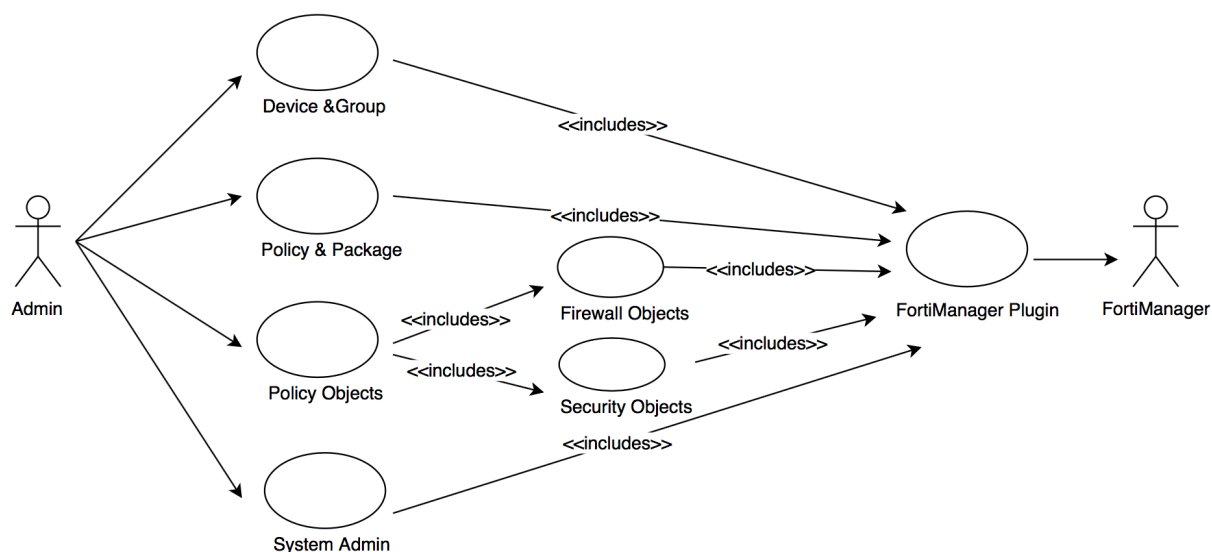 Device &Group
<<includes>>
Policy & Package
<<includes>>
Admin
Firewall Objects
<<includes>>
FortiManager Plugin
FortiManager
<<includes>>
Policy Objects
<<includes>>
Security Objects
<<includes>>
<<includes>>
System Admin